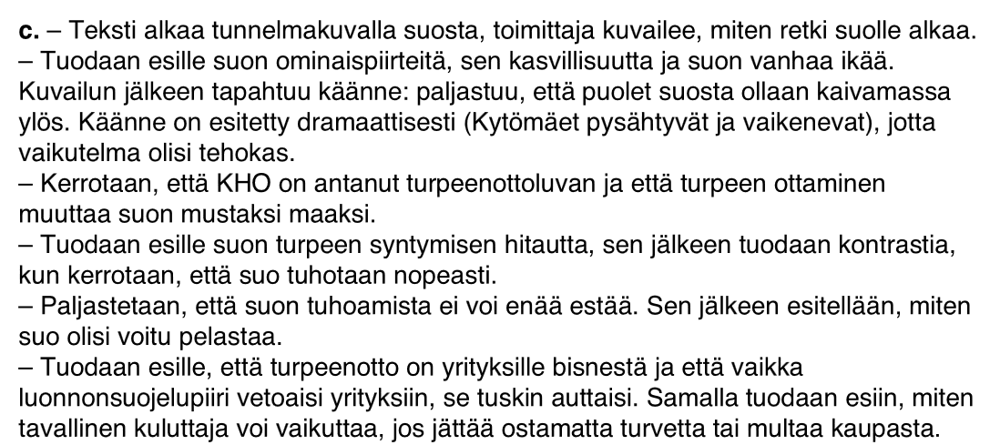 c. – Teksti alkaa tunnelmakuvalla suosta, toimittaja kuvailee, miten retki suolle alkaa.
– Tuodaan esille suon ominaispiirteitä, sen kasvillisuutta ja suon vanhaa ikää.
Kuvailun jälkeen tapahtuu käänne: paljastuu, että puolet suosta ollaan kaivamassa
ylös. Käänne on esitetty dramaattisesti (Kytömäet pysähtyvät ja vaikenevat), jotta
vaikutelma olisi tehokas.
– Kerrotaan, että KHO on antanut turpeenottoluvan ja että turpeen ottaminen
muuttaa suon mustaksi maaksi.
– Tuodaan esille suon turpeen syntymisen hitautta, sen jälkeen tuodaan kontrastia,
kun kerrotaan, että suo tuhotaan nopeasti.
– Paljastetaan, että suon tuhoamista ei voi enää estää. Sen jälkeen esitellään, miten
suo olisi voitu pelastaa.
– Tuodaan esille, että turpeenotto on yrityksille bisnestä ja että vaikka
luonnonsuojelupiiri vetoaisi yrityksiin, se tuskin auttaisi. Samalla tuodaan esiin, miten
tavallinen kuluttaja voi vaikuttaa, jos jättää ostamatta turvetta tai multaa kaupasta.